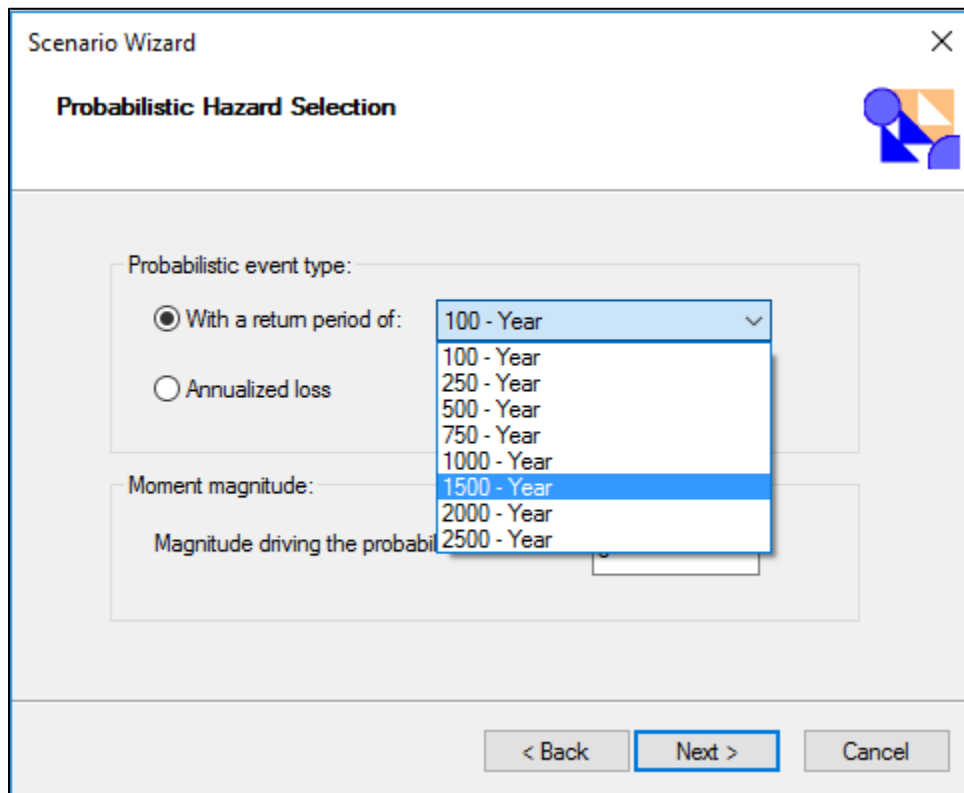 Scenario Wizard
Probabilistic Hazard Selection
Probabilistic event type:
With a return period of:
100 - Year
100 - Year
250 - Year
500 - Year
750 - Year
1000 - Year
1500 - Year
2000 - Year
2500 - Year
Annualized loss
Moment magnitude:
Magnitude driving the
< Back
Next >
Cancel